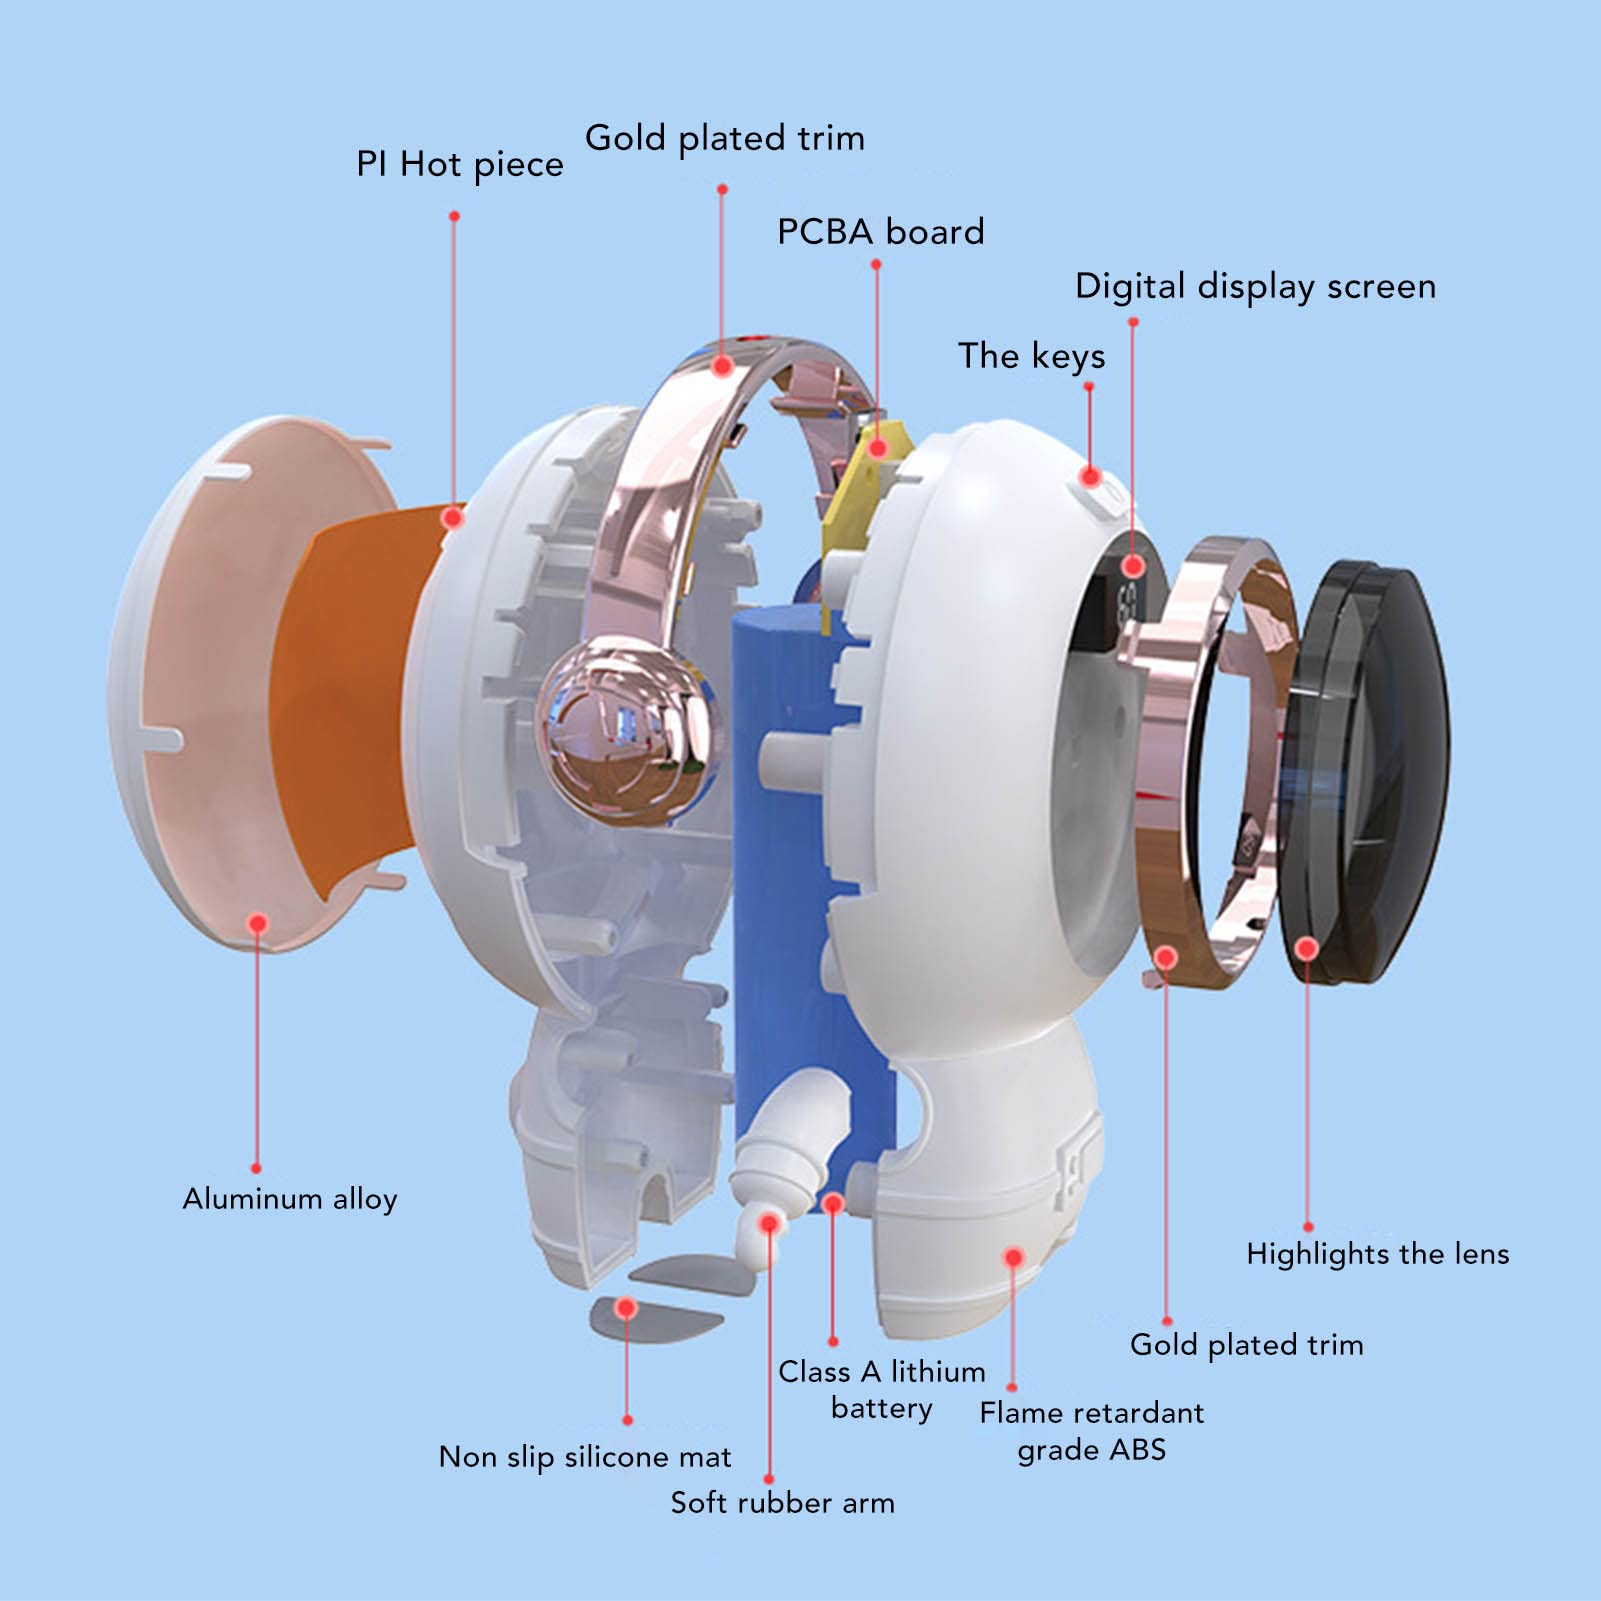 Gold plated trim
PI Hot piece
PCBA board
Digital display screen
The keys
Aluminum alloy
Highlights the lens
Gold plated trim
Class A lithium
battery
Flame retardant
grade ABS
Non slip silicone mat
Soft rubber arm